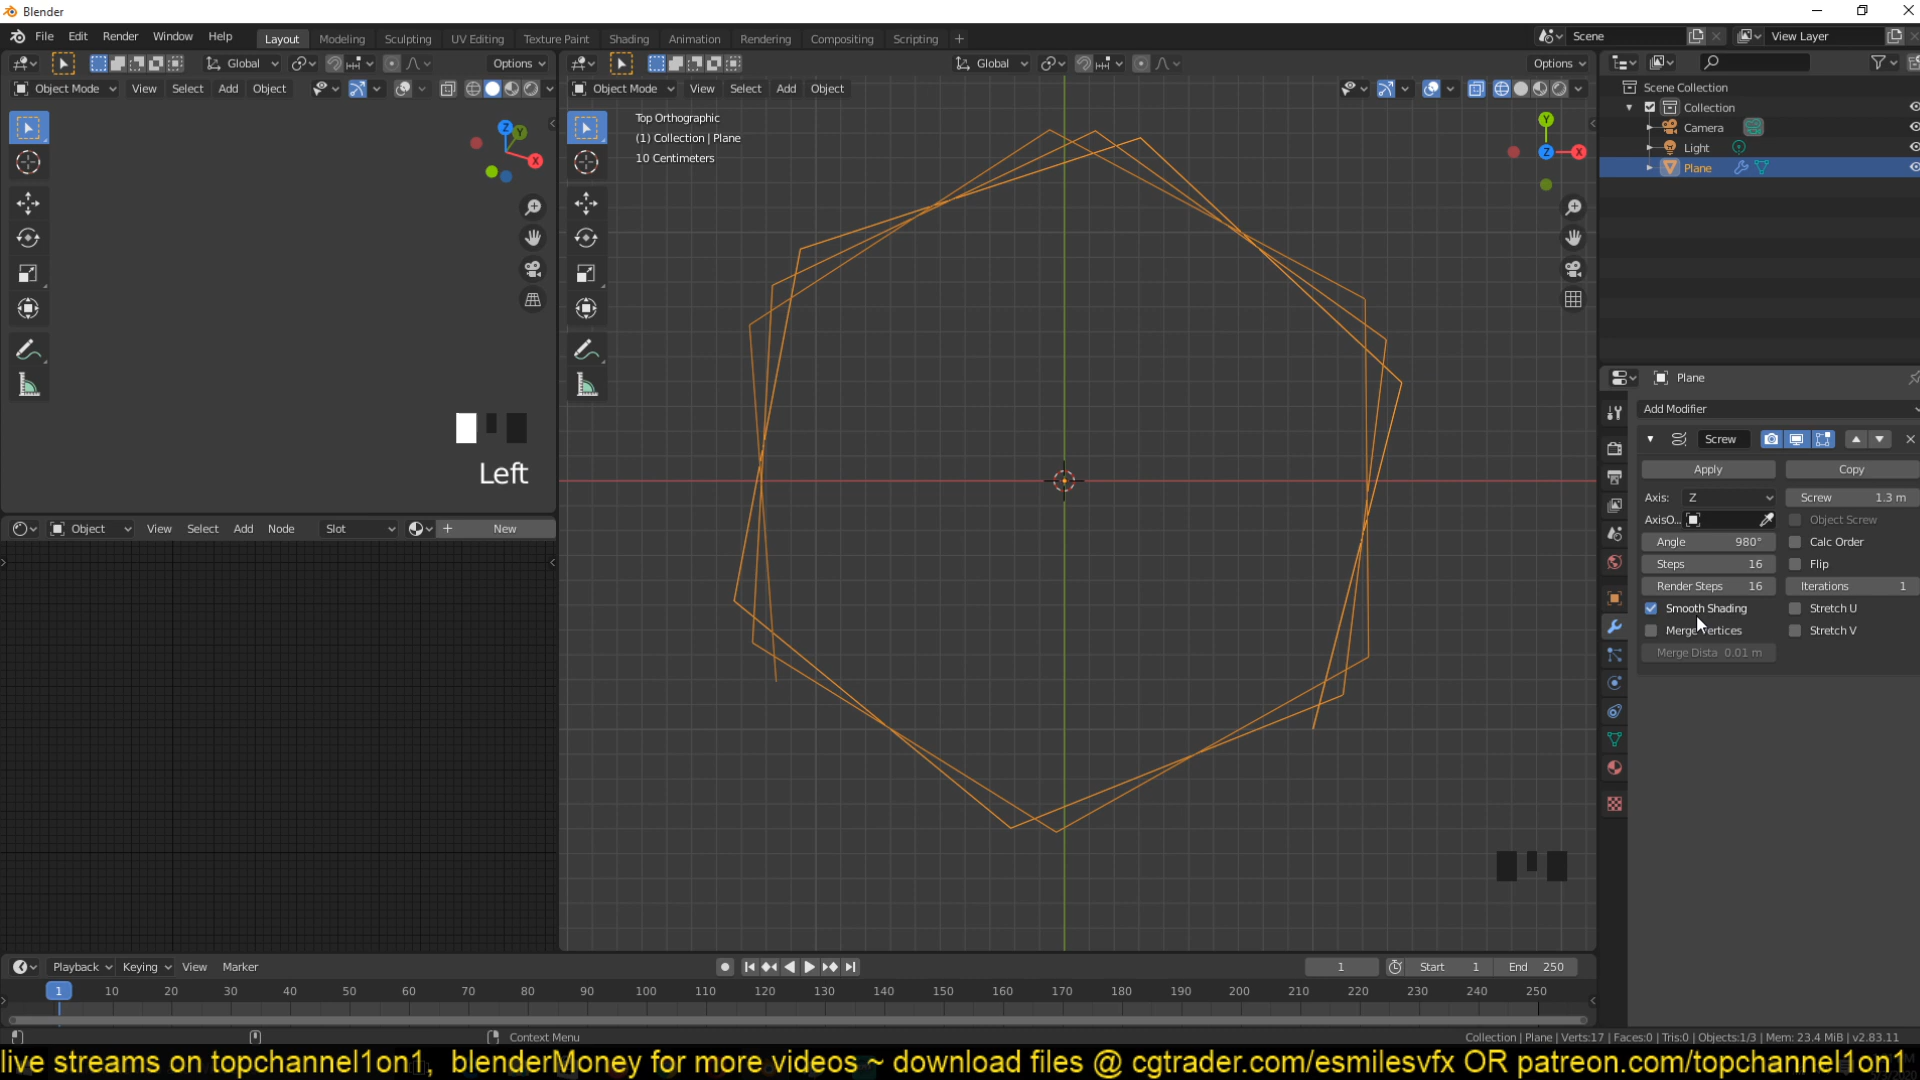 Blender
File Edit Render Window Help Layout Modeling Sculpting UV Editing Texture Paint Shading Animation Rendering Compositing Scripting + Scene View Layer
Global Options Global Options
Object Mode View Select Add Object Object Mode View Select Add Object
Scene Collection
Collection
Camera
Light
Plane
Top Orthographic
(1) Collection | Plane
10 Centimeters
Y
X
Z
Z
Y
X
Left
Plane
Add Modifier
Screw
Apply Copy
Axis: Z Screw 1.3 m
AxisO... Object Screw
Angle 980° Calc Order
Steps 16 Flip
Render Steps 16 Iterations 1
Smooth Shading Stretch U
Merge Vertices Stretch V
Merge Dista 0.01 m
Object View Select Add Node Slot New
Playback Keying View Marker 1 Start 1 End 250
1 10 20 30 40 50 60 70 80 90 100 110 120 130 140 150 160 170 180 190 200 210 220 230 240 250
Context Menu
Collection | Plane | Verts:17 | Faces:0 | Tris:0 | Objects:1/3 | Mem: 23.4 MiB | v2.83.11
live streams on topchannel1on1, blenderMoney for more videos ~ download files @ cgtrader.com/esmilesvfx OR patreon.com/topchannel1on1